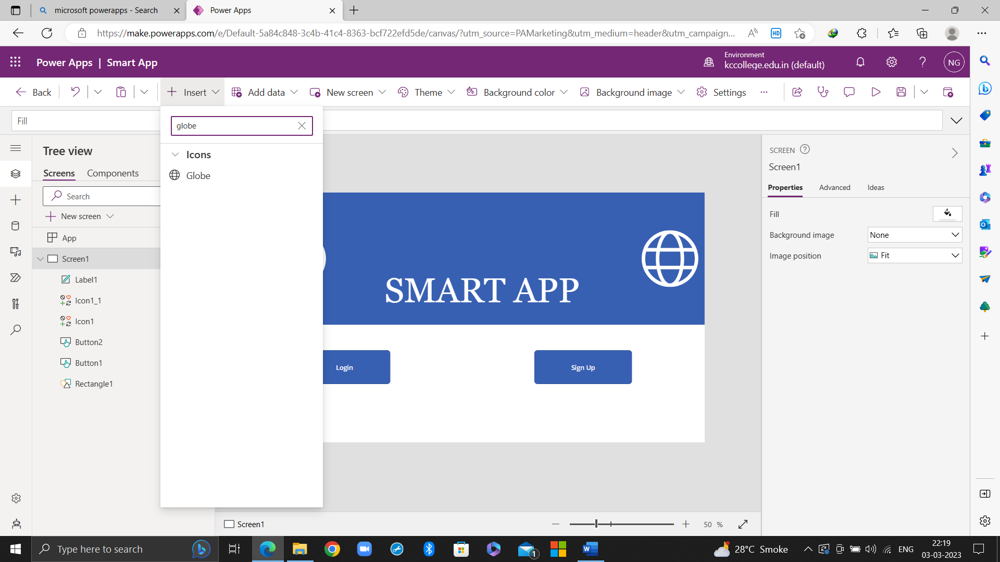 microsoft powerapps - Search
Power Apps
https://make.powerapps.com/e/Default-5a84c848-3c4b-41c4-8363-bcf722efd5de/canvas/?utm_source=PAMarketing&utm_medium=header&utm_campaign...
HD
Power Apps | Smart App
Environment
kccollege.edu.in (default)
NG
Back
Insert
Add data
New screen
Theme
Background color
Background image
Settings
Fill
globe
Tree view
Icons
Globe
Screens
Components
Search
New screen
App
Screen1
Label1
Icon1_1
Icon1
Button2
Button1
Rectangle1
SMART APP
Login
Sign Up
SCREEN
Screen1
Properties
Advanced
Ideas
Fill
Background image
None
Image position
Fit
Screen1
50 %
Type here to search
1
28°C Smoke
ENG
22:19
03-03-2023